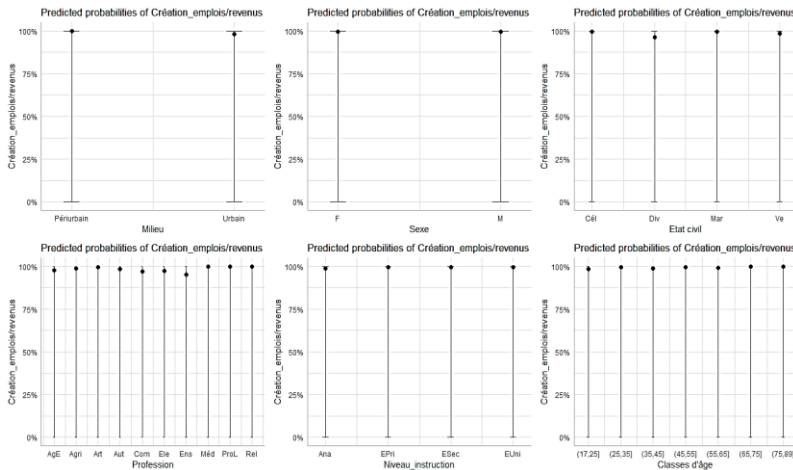 Predicted probabilities of Création_emplois/revenus
Création_emplois/revenus
100%
75%
50%
25%
0%
Périurbain Urbain
Milieu
Predicted probabilities of Création_emplois/revenus
Création_emplois/revenus
100%
75%
50%
25%
0%
F M
Sexe
Predicted probabilities of Création_emplois/revenus
Création_emplois/revenus
100%
75%
50%
25%
0%
Cél Div Mar Ve
Etat civil
Predicted probabilities of Création_emplois/revenus
Création_emplois/revenus
100%
75%
50%
25%
0%
AgE Agri Art Aut Com Ele Ens Méd ProL Rel
Profession
Predicted probabilities of Création_emplois/revenus
Création_emplois/revenus
100%
75%
50%
25%
0%
Ana EPri ESec EUni
Niveau_instruction
Predicted probabilities of Création_emplois/revenus
Création_emplois/revenus
100%
75%
50%
25%
0%
(17,25] (25,35] (35,45] (45,55] (55,65] (65,75] (75,89]
Classes d'âge